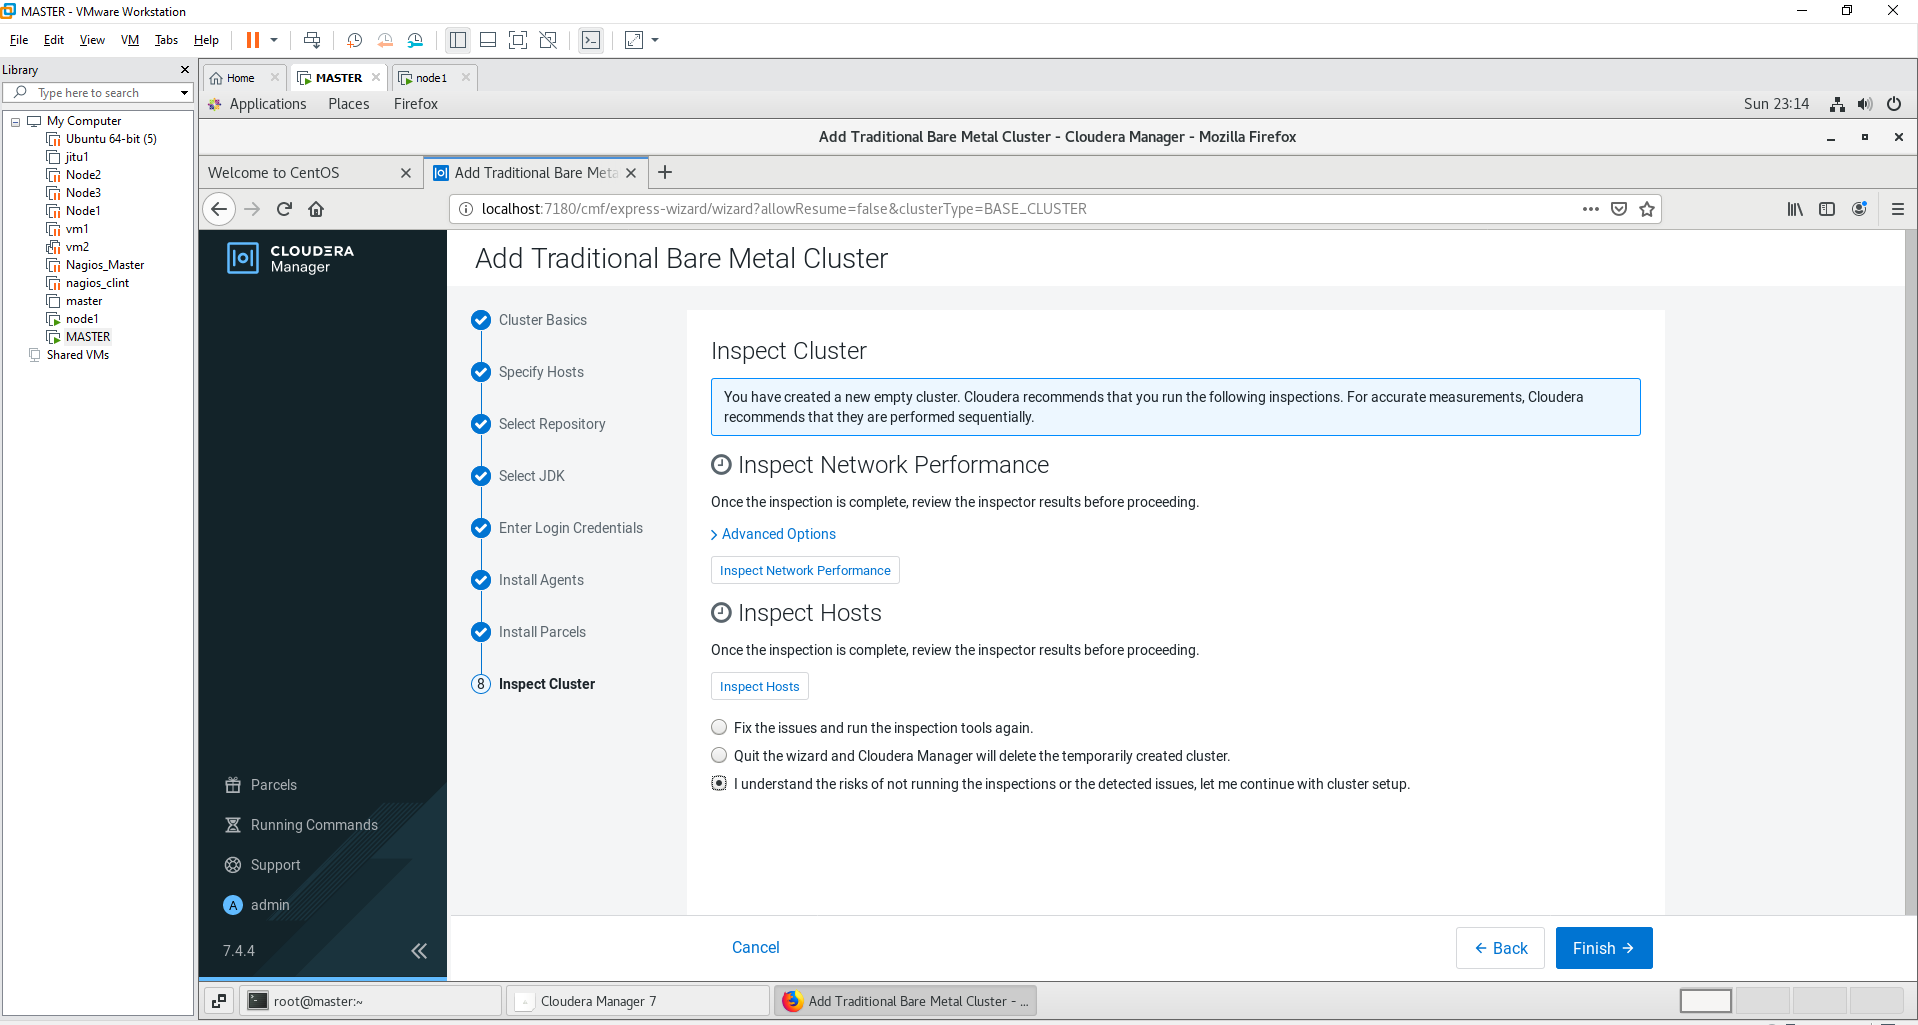 MASTER - VMware Workstation
File Edit View VM Tabs Help
Library
Type here to search
My Computer
Ubuntu 64-bit (5)
jitu1
Node2
Node3
Node1
vm1
vm2
Nagios_Master
nagios_clint
master
node1
MASTER
Shared VMs
Home MASTER node1
Applications Places Firefox Sun 23:14
Add Traditional Bare Metal Cluster - Cloudera Manager - Mozilla Firefox
Welcome to CentOS Add Traditional Bare Meta
localhost:7180/cmf/express-wizard/wizard?allowResume=false&clusterType=BASE_CLUSTER
CLOUDERA
Manager
Parcels
Running Commands
Support
A admin
7.4.4
Add Traditional Bare Metal Cluster
Cluster Basics
Specify Hosts
Select Repository
Select JDK
Enter Login Credentials
Install Agents
Install Parcels
8 Inspect Cluster
Inspect Cluster
You have created a new empty cluster. Cloudera recommends that you run the following inspections. For accurate measurements, Cloudera
recommends that they are performed sequentially.
Inspect Network Performance
Once the inspection is complete, review the inspector results before proceeding.
Advanced Options
Inspect Network Performance
Inspect Hosts
Once the inspection is complete, review the inspector results before proceeding.
Inspect Hosts
Fix the issues and run the inspection tools again.
Quit the wizard and Cloudera Manager will delete the temporarily created cluster.
I understand the risks of not running the inspections or the detected issues, let me continue with cluster setup.
Cancel
← Back
Finish →
root@master:~ Cloudera Manager 7 Add Traditional Bare Metal Cluster - ...